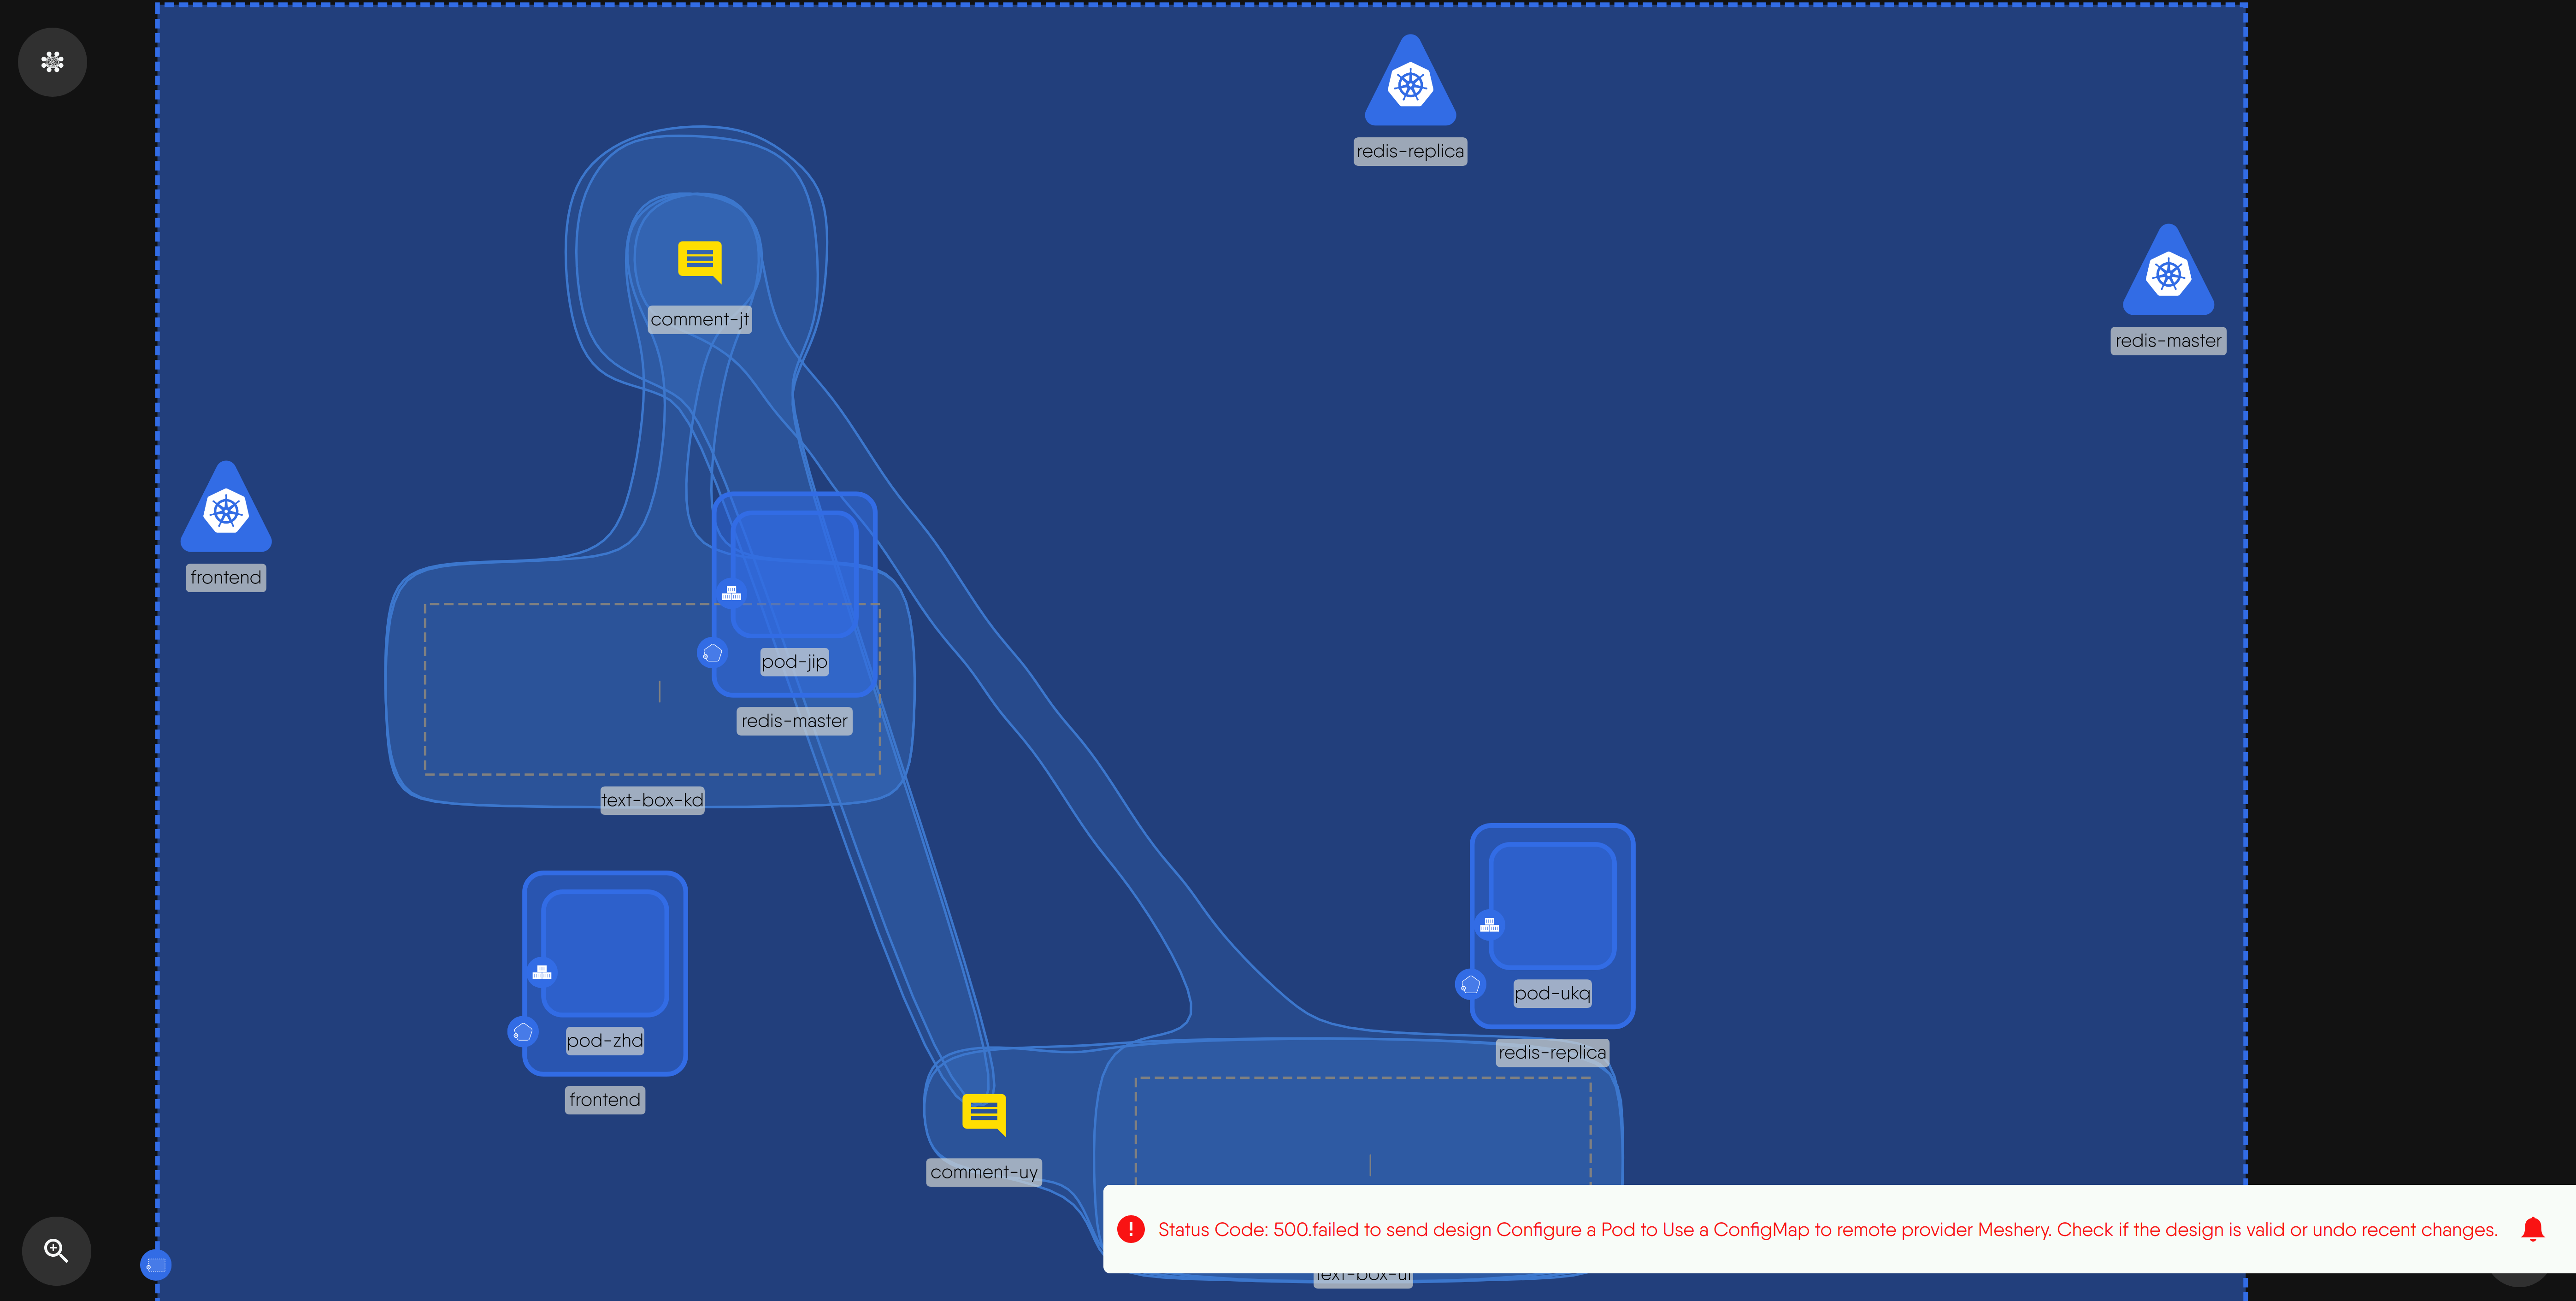 redis-replica
comment-jt
redis-master
frontend
pod-jip
redis-master
text-box-kd
pod-ukq
redis-replica
pod-zhd
frontend
comment-uy
Status Code: 500.failed to send design Configure a Pod to Use a ConfigMap to remote provider Meshery. Check if the design is valid or undo recent changes.